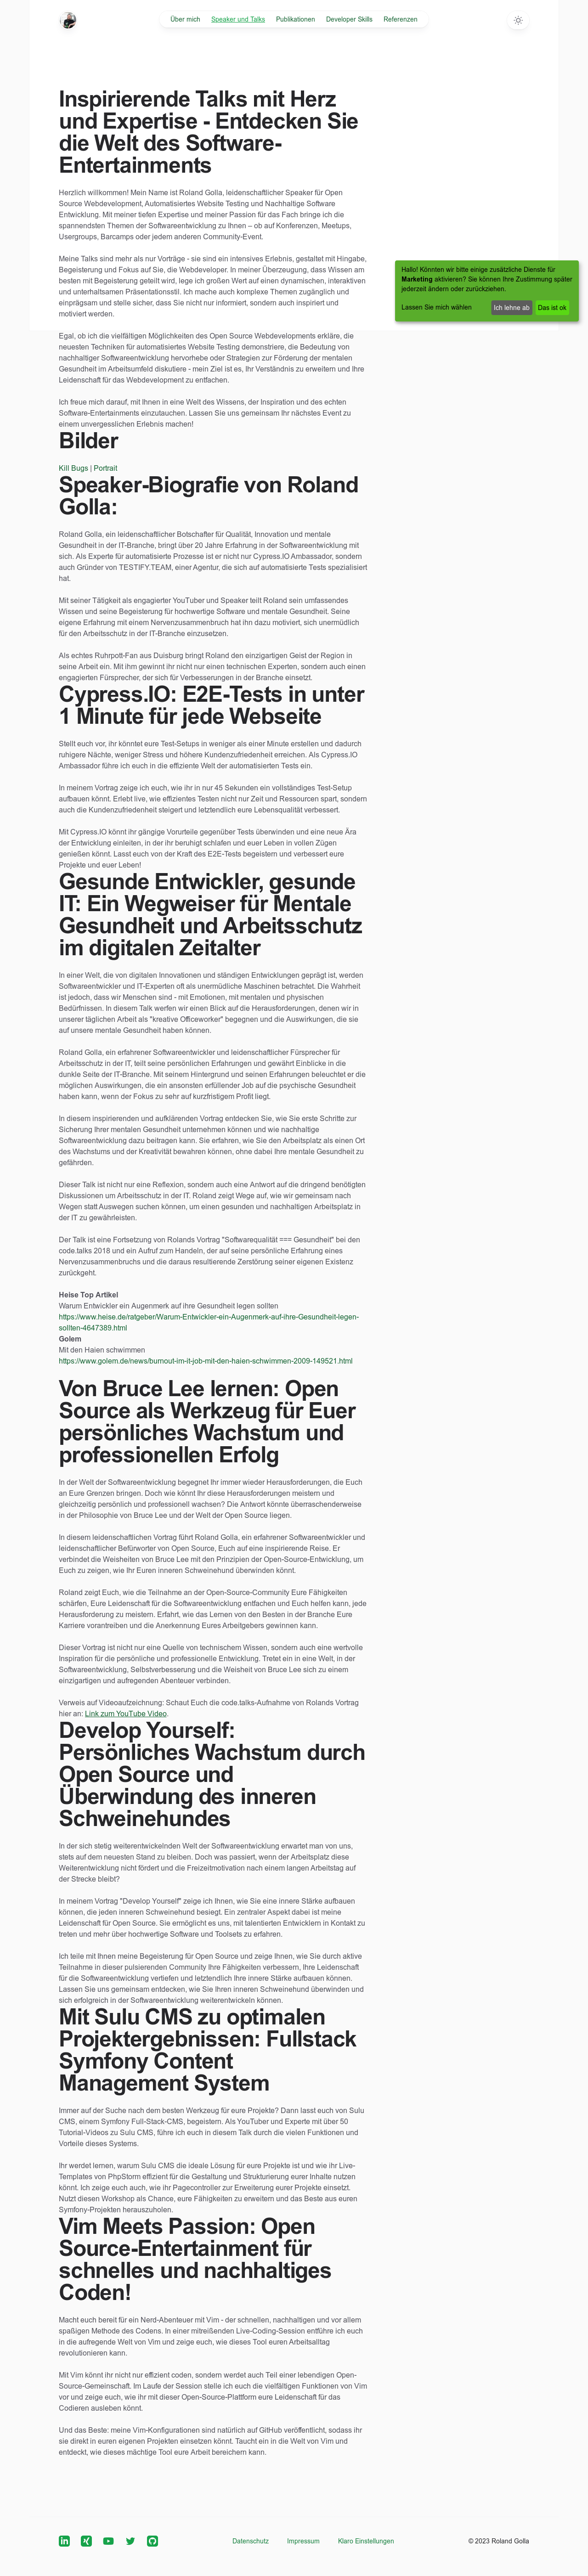 Über mich
Speaker und Talks
Publikationen
Developer Skills
Referenzen
Inspirierende Talks mit Herz
und Expertise - Entdecken Sie
die Welt des Software-
Entertainments
Herzlich willkommen! Mein Name ist Roland Golla, leidenschaftlicher Speaker für Open
Source Webdevelopment, Automatisiertes Website Testing und Nachhaltige Software
Entwicklung. Mit meiner tiefen Expertise und meiner Passion für das Fach bringe ich die
spannendsten Themen der Softwareentwicklung zu Ihnen – ob auf Konferenzen, Meetups,
Usergroups, Barcamps oder jedem anderen Community-Event.
Meine Talks sind mehr als nur Vorträge - sie sind ein intensives Erlebnis, gestaltet mit Hingabe,
Begeisterung und Fokus auf Sie, die Webdeveloper. In meiner Überzeugung, dass Wissen am
besten mit Begeisterung geteilt wird, lege ich großen Wert auf einen dynamischen, interaktiven
und unterhaltsamen Präsentationsstil. Ich mache auch komplexe Themen zugänglich und
einprägsam und stelle sicher, dass Sie nicht nur informiert, sondern auch inspiriert und
motiviert werden.
Hallo! Könnten wir bitte einige zusätzliche Dienste für
Marketing aktivieren? Sie können Ihre Zustimmung später
jederzeit ändern oder zurückziehen.
Lassen Sie mich wählen
Ich lehne ab
Das ist ok
Egal, ob ich die vielfältigen Möglichkeiten des Open Source Webdevelopments erkläre, die
neuesten Techniken für automatisiertes Website Testing demonstriere, die Bedeutung von
nachhaltiger Softwareentwicklung hervorhebe oder Strategien zur Förderung der mentalen
Gesundheit im Arbeitsumfeld diskutiere - mein Ziel ist es, Ihr Verständnis zu erweitern und Ihre
Leidenschaft für das Webdevelopment zu entfachen.
Ich freue mich darauf, mit Ihnen in eine Welt des Wissens, der Inspiration und des echten
Software-Entertainments einzutauchen. Lassen Sie uns gemeinsam Ihr nächstes Event zu
einem unvergesslichen Erlebnis machen!
Bilder
Kill Bugs | Portrait
Speaker-Biografie von Roland
Golla:
Roland Golla, ein leidenschaftlicher Botschafter für Qualität, Innovation und mentale
Gesundheit in der IT-Branche, bringt über 20 Jahre Erfahrung in der Softwareentwicklung mit
sich. Als Experte für automatisierte Prozesse ist er nicht nur Cypress.IO Ambassador, sondern
auch Gründer von TESTIFY.TEAM, einer Agentur, die sich auf automatisierte Tests spezialisiert
hat.
Mit seiner Tätigkeit als engagierter YouTuber und Speaker teilt Roland sein umfassendes
Wissen und seine Begeisterung für hochwertige Software und mentale Gesundheit. Seine
eigene Erfahrung mit einem Nervenzusammenbruch hat ihn dazu motiviert, sich unermüdlich
für den Arbeitsschutz in der IT-Branche einzusetzen.
Als echtes Ruhrpott-Fan aus Duisburg bringt Roland den einzigartigen Geist der Region in
seine Arbeit ein. Mit ihm gewinnt ihr nicht nur einen technischen Experten, sondern auch einen
engagierten Fürsprecher, der sich für Verbesserungen in der Branche einsetzt.
Cypress.IO: E2E-Tests in unter
1 Minute für jede Webseite
Stellt euch vor, ihr könntet eure Test-Setups in weniger als einer Minute erstellen und dadurch
ruhigere Nächte, weniger Stress und höhere Kundenzufriedenheit erreichen. Als Cypress.IO
Ambassador führe ich euch in die effiziente Welt der automatisierten Tests ein.
In meinem Vortrag zeige ich euch, wie ihr in nur 45 Sekunden ein vollständiges Test-Setup
aufbauen könnt. Erlebt live, wie effizientes Testen nicht nur Zeit und Ressourcen spart, sondern
auch die Kundenzufriedenheit steigert und letztendlich eure Lebensqualität verbessert.
Mit Cypress.IO könnt ihr gängige Vorurteile gegenüber Tests überwinden und eine neue Ära
der Entwicklung einleiten, in der ihr beruhigt schlafen und euer Leben in vollen Zügen
genießen könnt. Lasst euch von der Kraft des E2E-Tests begeistern und verbessert eure
Projekte und euer Leben!
Gesunde Entwickler, gesunde
IT: Ein Wegweiser für Mentale
Gesundheit und Arbeitsschutz
im digitalen Zeitalter
In einer Welt, die von digitalen Innovationen und ständigen Entwicklungen geprägt ist, werden
Softwareentwickler und IT-Experten oft als unermüdliche Maschinen betrachtet. Die Wahrheit
ist jedoch, dass wir Menschen sind - mit Emotionen, mit mentalen und physischen
Bedürfnissen. In diesem Talk werfen wir einen Blick auf die Herausforderungen, denen wir in
unserer täglichen Arbeit als "kreative Officeworker" begegnen und die Auswirkungen, die sie
auf unsere mentale Gesundheit haben können.
Roland Golla, ein erfahrener Softwareentwickler und leidenschaftlicher Fürsprecher für
Arbeitsschutz in der IT, teilt seine persönlichen Erfahrungen und gewährt Einblicke in die
dunkle Seite der IT-Branche. Mit seinem Hintergrund und seinen Erfahrungen beleuchtet er die
möglichen Auswirkungen, die ein ansonsten erfüllender Job auf die psychische Gesundheit
haben kann, wenn der Fokus zu sehr auf kurzfristigem Profit liegt.
In diesem inspirierenden und aufklärenden Vortrag entdecken Sie, wie Sie erste Schritte zur
Sicherung Ihrer mentalen Gesundheit unternehmen können und wie nachhaltige
Softwareentwicklung dazu beitragen kann. Sie erfahren, wie Sie den Arbeitsplatz als einen Ort
des Wachstums und der Kreativität bewahren können, ohne dabei Ihre mentale Gesundheit zu
gefährden.
Dieser Talk ist nicht nur eine Reflexion, sondern auch eine Antwort auf die dringend benötigten
Diskussionen um Arbeitsschutz in der IT. Roland zeigt Wege auf, wie wir gemeinsam nach
Wegen statt Auswegen suchen können, um einen gesunden und nachhaltigen Arbeitsplatz in
der IT zu gewährleisten.
Der Talk ist eine Fortsetzung von Rolands Vortrag "Softwarequalität === Gesundheit" bei den
code.talks 2018 und ein Aufruf zum Handeln, der auf seine persönliche Erfahrung eines
Nervenzusammenbruchs und die daraus resultierende Zerstörung seiner eigenen Existenz
zurückgeht.
Heise Top Artikel
Warum Entwickler ein Augenmerk auf ihre Gesundheit legen sollten
https://www.heise.de/ratgeber/Warum-Entwickler-ein-Augenmerk-auf-ihre-Gesundheit-legen-
sollten-4647389.html
Golem
Mit den Haien schwimmen
https://www.golem.de/news/burnout-im-it-job-mit-den-haien-schwimmen-2009-149521.html
Von Bruce Lee lernen: Open
Source als Werkzeug für Euer
persönliches Wachstum und
professionellen Erfolg
In der Welt der Softwareentwicklung begegnet Ihr immer wieder Herausforderungen, die Euch
an Eure Grenzen bringen. Doch wie könnt Ihr diese Herausforderungen meistern und
gleichzeitig persönlich und professionell wachsen? Die Antwort könnte überraschenderweise
in der Philosophie von Bruce Lee und der Welt der Open Source liegen.
In diesem leidenschaftlichen Vortrag führt Roland Golla, ein erfahrener Softwareentwickler und
leidenschaftlicher Befürworter von Open Source, Euch auf eine inspirierende Reise. Er
verbindet die Weisheiten von Bruce Lee mit den Prinzipien der Open-Source-Entwicklung, um
Euch zu zeigen, wie Ihr Euren inneren Schweinehund überwinden könnt.
Roland zeigt Euch, wie die Teilnahme an der Open-Source-Community Eure Fähigkeiten
schärfen, Eure Leidenschaft für die Softwareentwicklung entfachen und Euch helfen kann, jede
Herausforderung zu meistern. Erfahrt, wie das Lernen von den Besten in der Branche Eure
Karriere vorantreiben und die Anerkennung Eures Arbeitgebers gewinnen kann.
Dieser Vortrag ist nicht nur eine Quelle von technischem Wissen, sondern auch eine wertvolle
Inspiration für die persönliche und professionelle Entwicklung. Tretet ein in eine Welt, in der
Softwareentwicklung, Selbstverbesserung und die Weisheit von Bruce Lee sich zu einem
einzigartigen und aufregenden Abenteuer verbinden.
Verweis auf Videoaufzeichnung: Schaut Euch die code.talks-Aufnahme von Rolands Vortrag
hier an: Link zum YouTube Video.
Develop Yourself:
Persönliches Wachstum durch
Open Source und
Überwindung des inneren
Schweinehundes
In der sich stetig weiterentwickelnden Welt der Softwareentwicklung erwartet man von uns,
stets auf dem neuesten Stand zu bleiben. Doch was passiert, wenn der Arbeitsplatz diese
Weiterentwicklung nicht fördert und die Freizeitmotivation nach einem langen Arbeitstag auf
der Strecke bleibt?
In meinem Vortrag "Develop Yourself" zeige ich Ihnen, wie Sie eine innere Stärke aufbauen
können, die jeden inneren Schweinehund besiegt. Ein zentraler Aspekt dabei ist meine
Leidenschaft für Open Source. Sie ermöglicht es uns, mit talentierten Entwicklern in Kontakt zu
treten und mehr über hochwertige Software und Toolsets zu erfahren.
Ich teile mit Ihnen meine Begeisterung für Open Source und zeige Ihnen, wie Sie durch aktive
Teilnahme in dieser pulsierenden Community Ihre Fähigkeiten verbessern, Ihre Leidenschaft
für die Softwareentwicklung vertiefen und letztendlich Ihre innere Stärke aufbauen können.
Lassen Sie uns gemeinsam entdecken, wie Sie Ihren inneren Schweinehund überwinden und
sich erfolgreich in der Softwareentwicklung weiterentwickeln können.
Mit Sulu CMS zu optimalen
Projektergebnissen: Fullstack
Symfony Content
Management System
Immer auf der Suche nach dem besten Werkzeug für eure Projekte? Dann lasst euch von Sulu
CMS, einem Symfony Full-Stack-CMS, begeistern. Als YouTuber und Experte mit über 50
Tutorial-Videos zu Sulu CMS, führe ich euch in diesem Talk durch die vielen Funktionen und
Vorteile dieses Systems.
Ihr werdet lernen, warum Sulu CMS die ideale Lösung für eure Projekte ist und wie ihr Live-
Templates von PhpStorm effizient für die Gestaltung und Strukturierung eurer Inhalte nutzen
könnt. Ich zeige euch auch, wie ihr Pagecontroller zur Erweiterung eurer Projekte einsetzt.
Nutzt diesen Workshop als Chance, eure Fähigkeiten zu erweitern und das Beste aus euren
Symfony-Projekten herauszuholen.
Vim Meets Passion: Open
Source-Entertainment für
schnelles und nachhaltiges
Coden!
Macht euch bereit für ein Nerd-Abenteuer mit Vim - der schnellen, nachhaltigen und vor allem
spaßigen Methode des Codens. In einer mitreißenden Live-Coding-Session entführe ich euch
in die aufregende Welt von Vim und zeige euch, wie dieses Tool euren Arbeitsalltag
revolutionieren kann.
Mit Vim könnt ihr nicht nur effizient coden, sondern werdet auch Teil einer lebendigen Open-
Source-Gemeinschaft. Im Laufe der Session stelle ich euch die vielfältigen Funktionen von Vim
vor und zeige euch, wie ihr mit dieser Open-Source-Plattform eure Leidenschaft für das
Codieren ausleben könnt.
Und das Beste: meine Vim-Konfigurationen sind natürlich auf GitHub veröffentlicht, sodass ihr
sie direkt in euren eigenen Projekten einsetzen könnt. Taucht ein in die Welt von Vim und
entdeckt, wie dieses mächtige Tool eure Arbeit bereichern kann.
Datenschutz
Impressum
Klaro Einstellungen
© 2023 Roland Golla